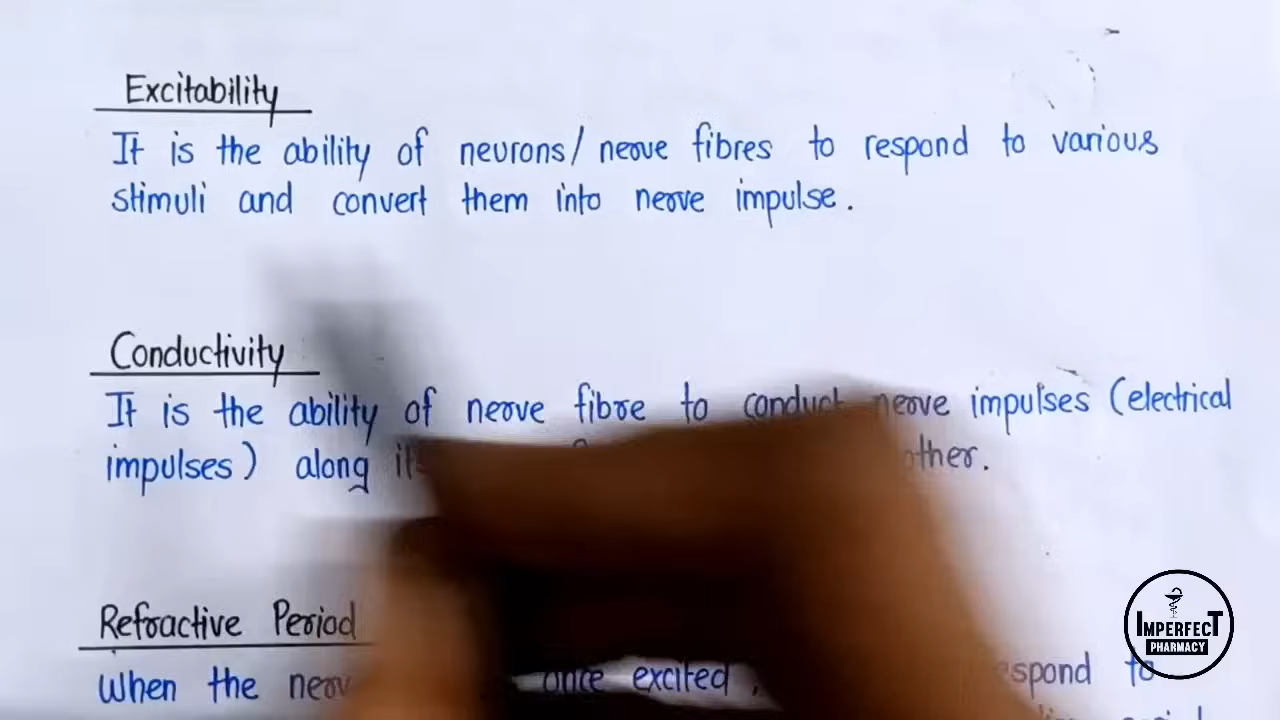 Excitability
It is the ability of neurons/ nerve fibres to respond to various
stimuli and convert them into nerve impulse.
Conductivity
It is the ability of nerve fibre to conduct nerve impulses (electrical
impulses) along other.
Refractive Period
When the once excited, to
IMPERFECT
PHARMACY